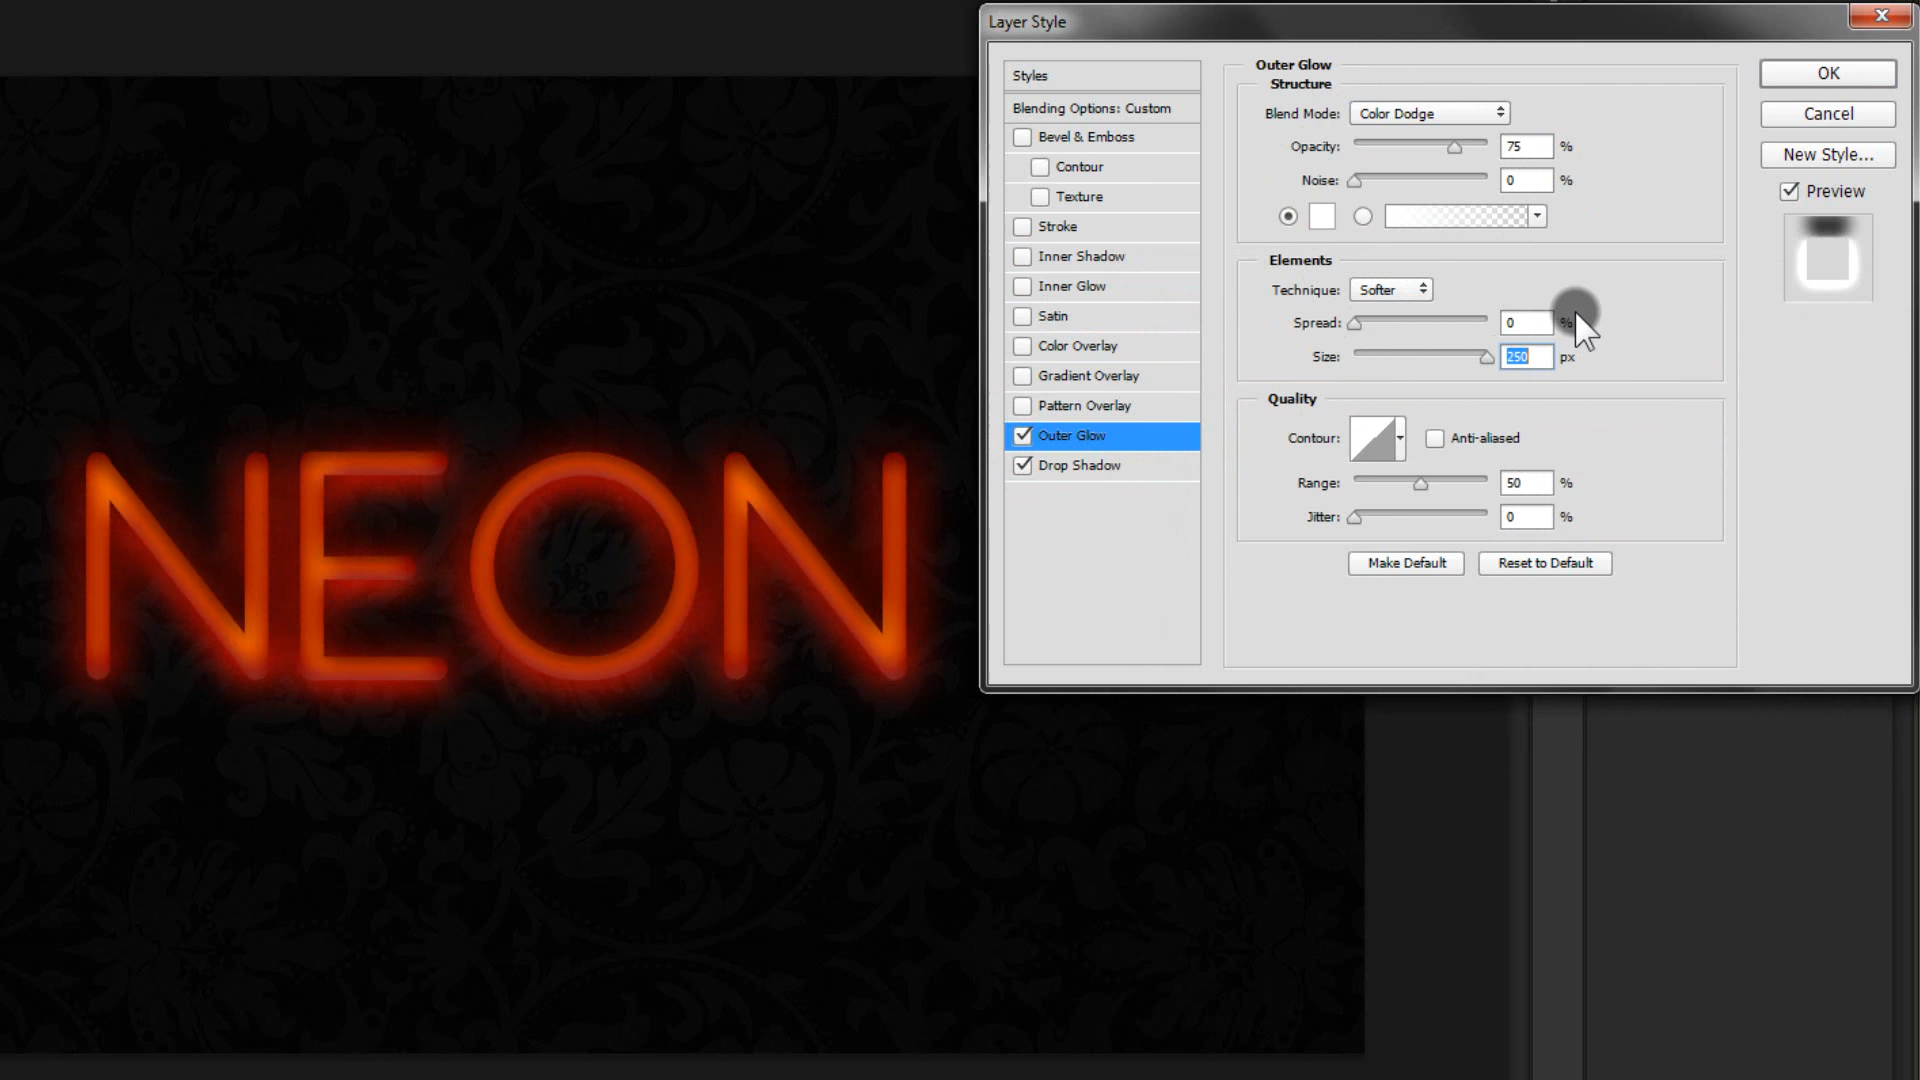 Layer Style
Styles
Blending Options: Custom
Bevel & Emboss
Contour
Texture
Stroke
Inner Shadow
Inner Glow
Satin
Color Overlay
Gradient Overlay
Pattern Overlay
Outer Glow
Drop Shadow
Outer Glow
Structure
Blend Mode: Color Dodge
Opacity: 75 %
Noise: 0 %
Elements
Technique: Softer
Spread: 0 %
Size: 250 px
Quality
Contour: Anti-aliased
Range: 50 %
Jitter: 0 %
Make Default Reset to Default
OK
Cancel
New Style...
Preview
NEON